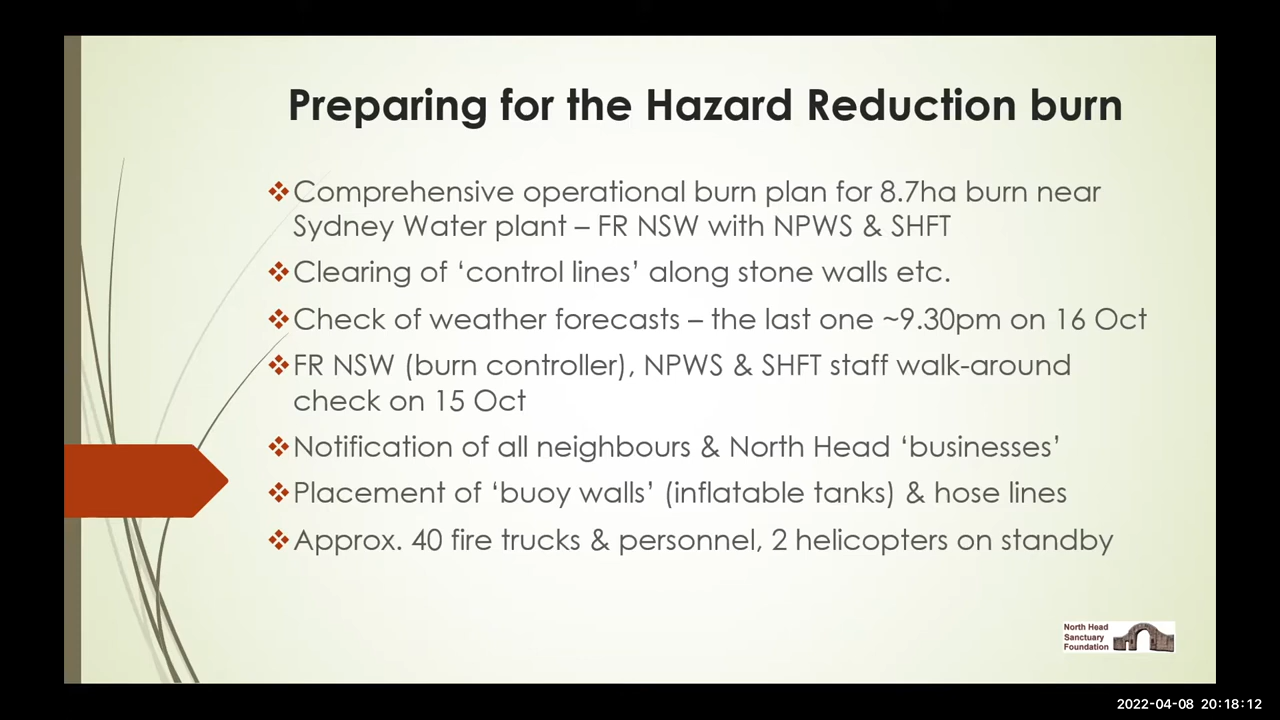 Preparing for the Hazard Reduction burn
❖Comprehensive operational burn plan for 8.7ha burn near
Sydney Water plant – FR NSW with NPWS & SHFT
❖Clearing of ‘control lines’ along stone walls etc.
❖Check of weather forecasts – the last one ~9.30pm on 16 Oct
❖FR NSW (burn controller), NPWS & SHFT staff walk-around
check on 15 Oct
❖Notification of all neighbours & North Head ‘businesses’
❖Placement of ‘buoy walls’ (inflatable tanks) & hose lines
❖Approx. 40 fire trucks & personnel, 2 helicopters on standby
North Head
Sanctuary
Foundation
2022-04-08 20:18:12